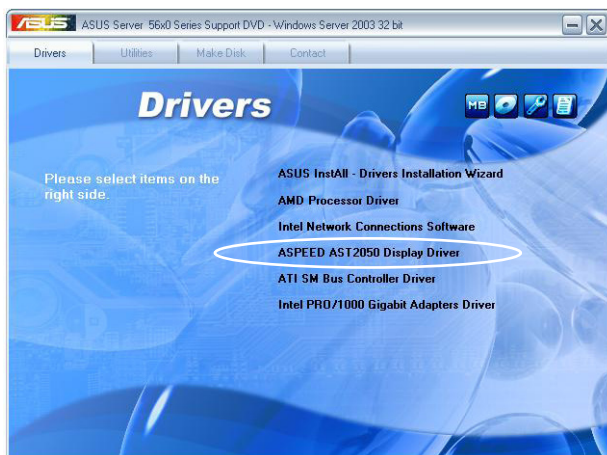 ASUS ASUS Server 56x0 Series Support DVD - Windows Server 2003 32 bit
Drivers Utilities Make Disk Contact
Drivers
MB
Please select items on the
right side.
ASUS InstAll - Drivers Installation Wizard
AMD Processor Driver
Intel Network Connections Software
ASPEED AST2050 Display Driver
ATI SM Bus Controller Driver
Intel PRO/1000 Gigabit Adapters Driver